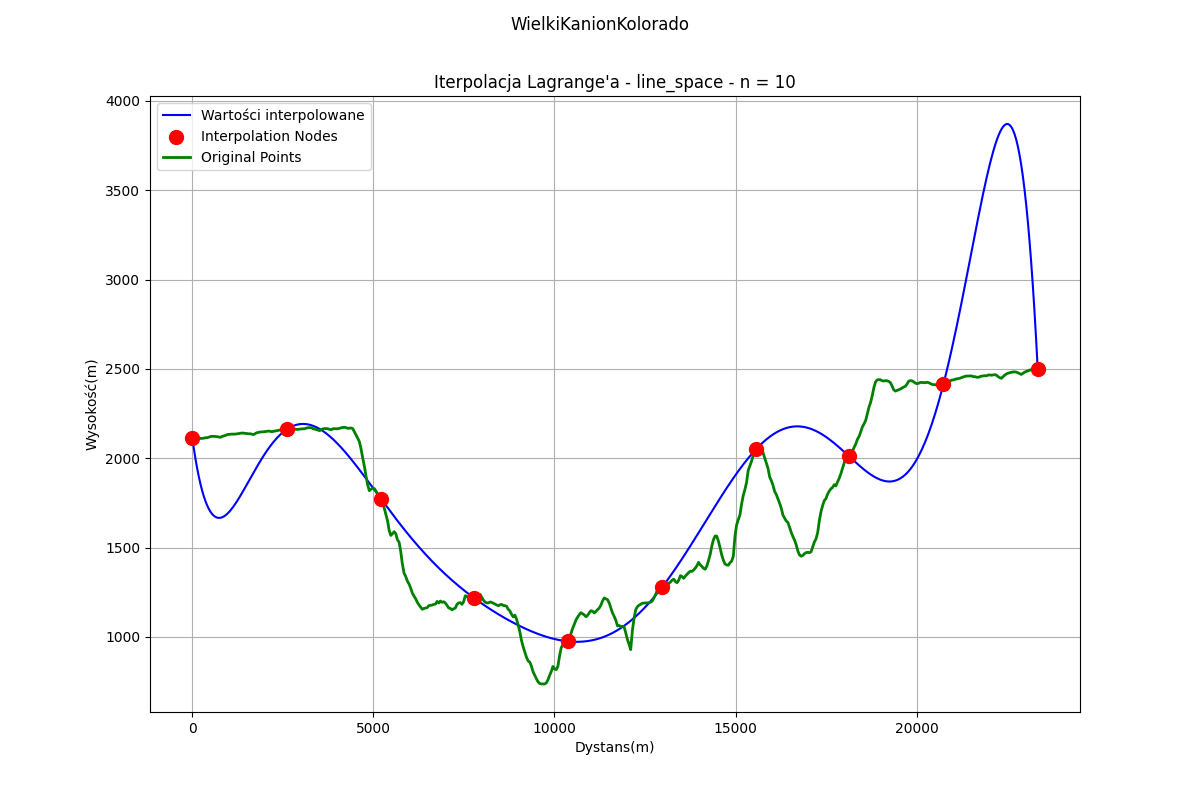 WielkiKanionKolorado
Iterpolacja Lagrange'a - line_space - n = 10
Wartości interpolowane
Interpolation Nodes
Original Points
4000
3500
3000
2500
2000
1500
1000
Wysokość(m)
0 5000 10000 15000 20000
Dystans(m)